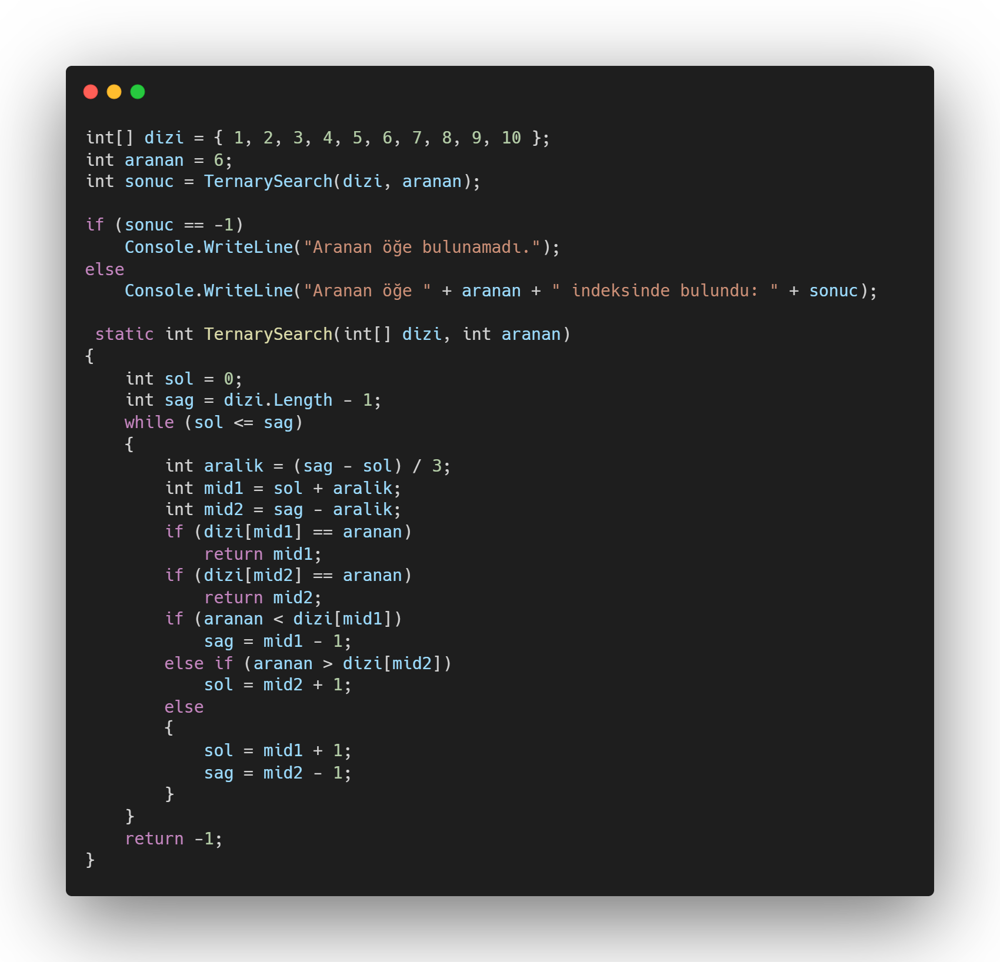 int[] dizi = { 1, 2, 3, 4, 5, 6, 7, 8, 9, 10 };
int aranan = 6;
int sonuc = TernarySearch(dizi, aranan);

if (sonuc == -1)
    Console.WriteLine("Aranan öğe bulunamadı.");
else
    Console.WriteLine("Aranan öğe " + aranan + " indeksinde bulundu: " + sonuc);

 static int TernarySearch(int[] dizi, int aranan)
{
    int sol = 0;
    int sag = dizi.Length - 1;
    while (sol <= sag)
    {
        int aralik = (sag - sol) / 3;
        int mid1 = sol + aralik;
        int mid2 = sag - aralik;
        if (dizi[mid1] == aranan)
            return mid1;
        if (dizi[mid2] == aranan)
            return mid2;
        if (aranan < dizi[mid1])
            sag = mid1 - 1;
        else if (aranan > dizi[mid2])
            sol = mid2 + 1;
        else
        {
            sol = mid1 + 1;
            sag = mid2 - 1;
        }
    }
    return -1;
}